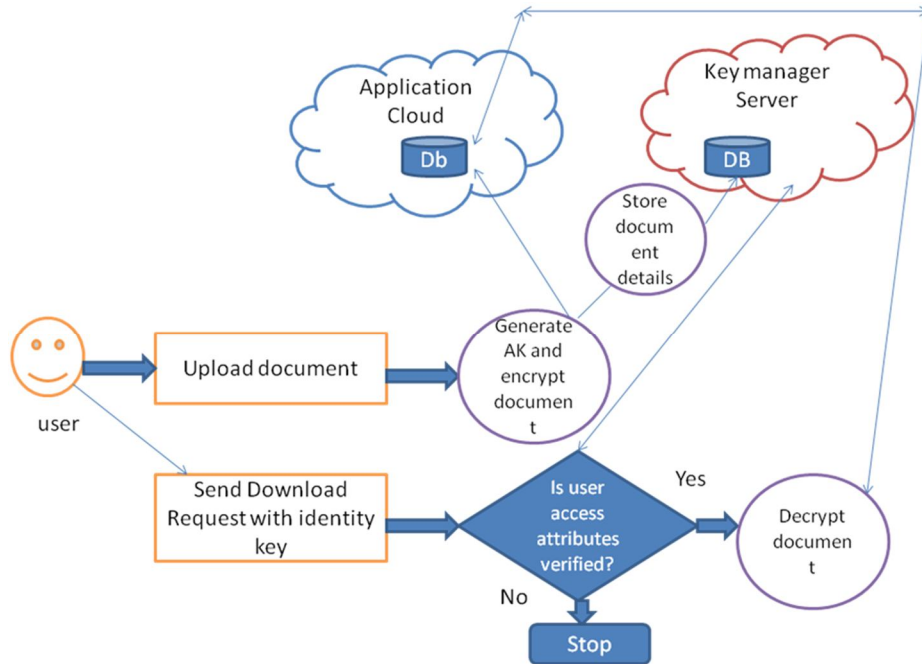 Application
Cloud
Db
Key manager
Server
DB
Store
docum
ent
details
Generate
AK and
encrypt
documen
t
Upload document
user
Send Download
Request with identity
key
Is user
access
attributes
verified?
Yes
No
Decrypt
documen
t
Stop